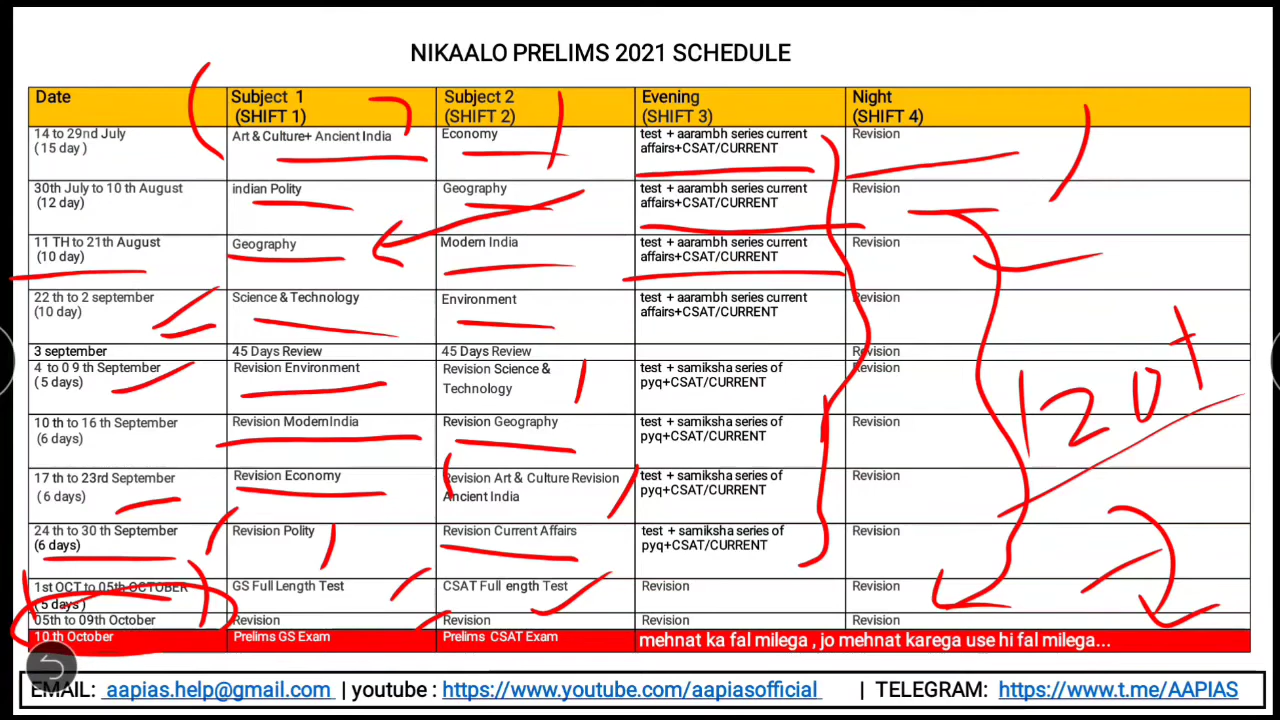 NIKAALO PRELIMS 2021 SCHEDULE
Date Subject 1 Subject 2 Evening Night
(SHIFT 1) (SHIFT 2) (SHIFT 3) (SHIFT 4)
14 to 29nd July Art & Culture+ Ancient India Economy test + aarambh series current Revision
( 15 day ) affairs+CSAT/CURRENT
30th July to 10 th August indian Polity Geography test + aarambh series current Revision
(12 day) affairs+CSAT/CURRENT
11 TH to 21th August Geography Modern India test + aarambh series current Revision
(10 day) affairs+CSAT/CURRENT
22 th to 2 september Science & Technology Environment test + aarambh series current Revision
(10 day) affairs+CSAT/CURRENT
3 september 45 Days Review 45 Days Review Revision
4 to 0 9 th September Revision Environment Revision Science & test + samiksha series of Revision
(5 days) Technology pyq+CSAT/CURRENT
10 th to 16 th September Revision ModernIndia Revision Geography test + samiksha series of Revision
(6 days) pyq+CSAT/CURRENT
17 th to 23rd September Revision Economy Revision Art & Culture Revision test + samiksha series of Revision
(6 days) Ancient India pyq+CSAT/CURRENT
24 th to 30 th September Revision Polity Revision Current Affairs test + samiksha series of Revision
(6 days) pyq+CSAT/CURRENT
1st OCT to 05th OCTOBER GS Full Length Test CSAT Full ength Test Revision Revision
( 5 days )
05th to 09th October Revision Revision Revision Revision
10 th October Prelims GS Exam Prelims CSAT Exam mehnat ka fal milega , jo mehnat karega use hi fal milega...
120+
EMAIL: aapias.help@gmail.com | youtube : https://www.youtube.com/aapiasofficial | TELEGRAM: https://www.t.me/AAPIAS